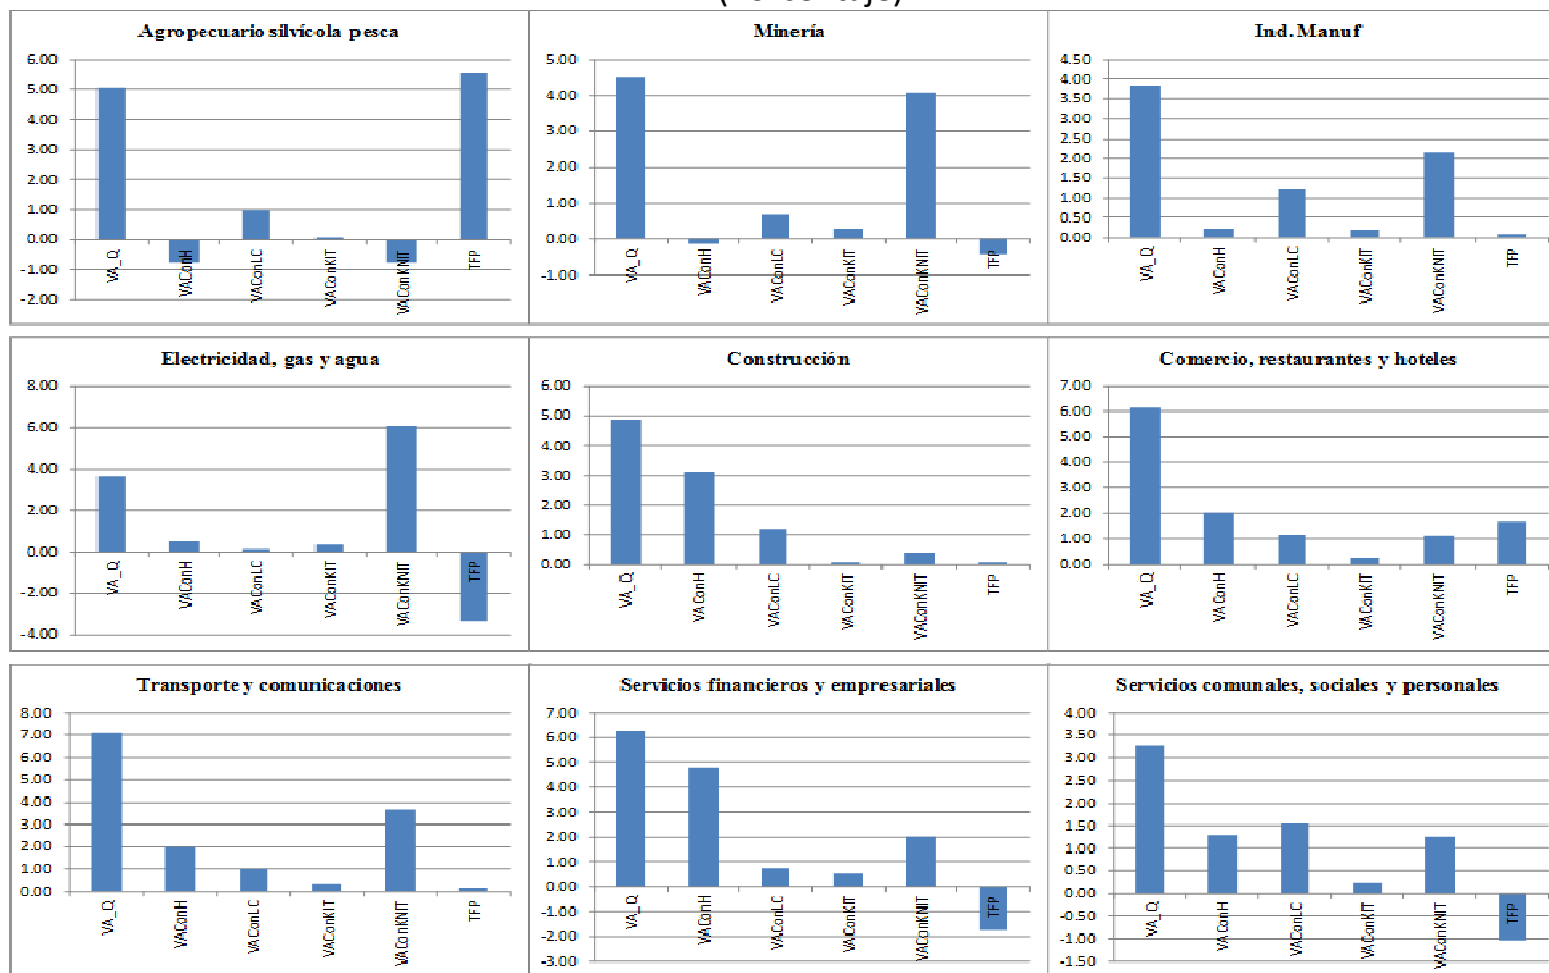 Agropecuario silvícola pesca
6.00
5.00
4.00
3.00
2.00
1.00
0.00
-1.00
-2.00
VA_Q
VAConH
VAConLC
VAConKIT
VAConKNIT
TFP
Minería
5.00
4.00
3.00
2.00
1.00
0.00
-1.00
VA_Q
VAConH
VAConLC
VAConKIT
VAConKNIT
TFP
Ind. Manuf
4.50
4.00
3.50
3.00
2.50
2.00
1.50
1.00
0.50
0.00
VA_Q
VAConH
VAConLC
VAConKIT
VAConKNIT
TFP
Electricidad, gas y agua
8.00
6.00
4.00
2.00
0.00
-2.00
-4.00
VA_Q
VAConH
VAConLC
VAConKIT
VAConKNIT
TFP
Construcción
6.00
5.00
4.00
3.00
2.00
1.00
0.00
VA_Q
VAConH
VAConLC
VAConKIT
VAConKNIT
TFP
Comercio, restaurantes y hoteles
7.00
6.00
5.00
4.00
3.00
2.00
1.00
0.00
VA_Q
VAConH
VAConLC
VAConKIT
VAConKNIT
TFP
Transporte y comunicaciones
8.00
7.00
6.00
5.00
4.00
3.00
2.00
1.00
0.00
VA_Q
VAConH
VAConLC
VAConKIT
VAConKNIT
TFP
Servicios financieros y empresariales
7.00
6.00
5.00
4.00
3.00
2.00
1.00
0.00
-1.00
-2.00
-3.00
VA_Q
VAConH
VAConLC
VAConKIT
VAConKNIT
TFP
Servicios comunales, sociales y personales
4.00
3.50
3.00
2.50
2.00
1.50
1.00
0.50
0.00
-0.50
-1.00
-1.50
VA_Q
VAConH
VAConLC
VAConKIT
VAConKNIT
TFP